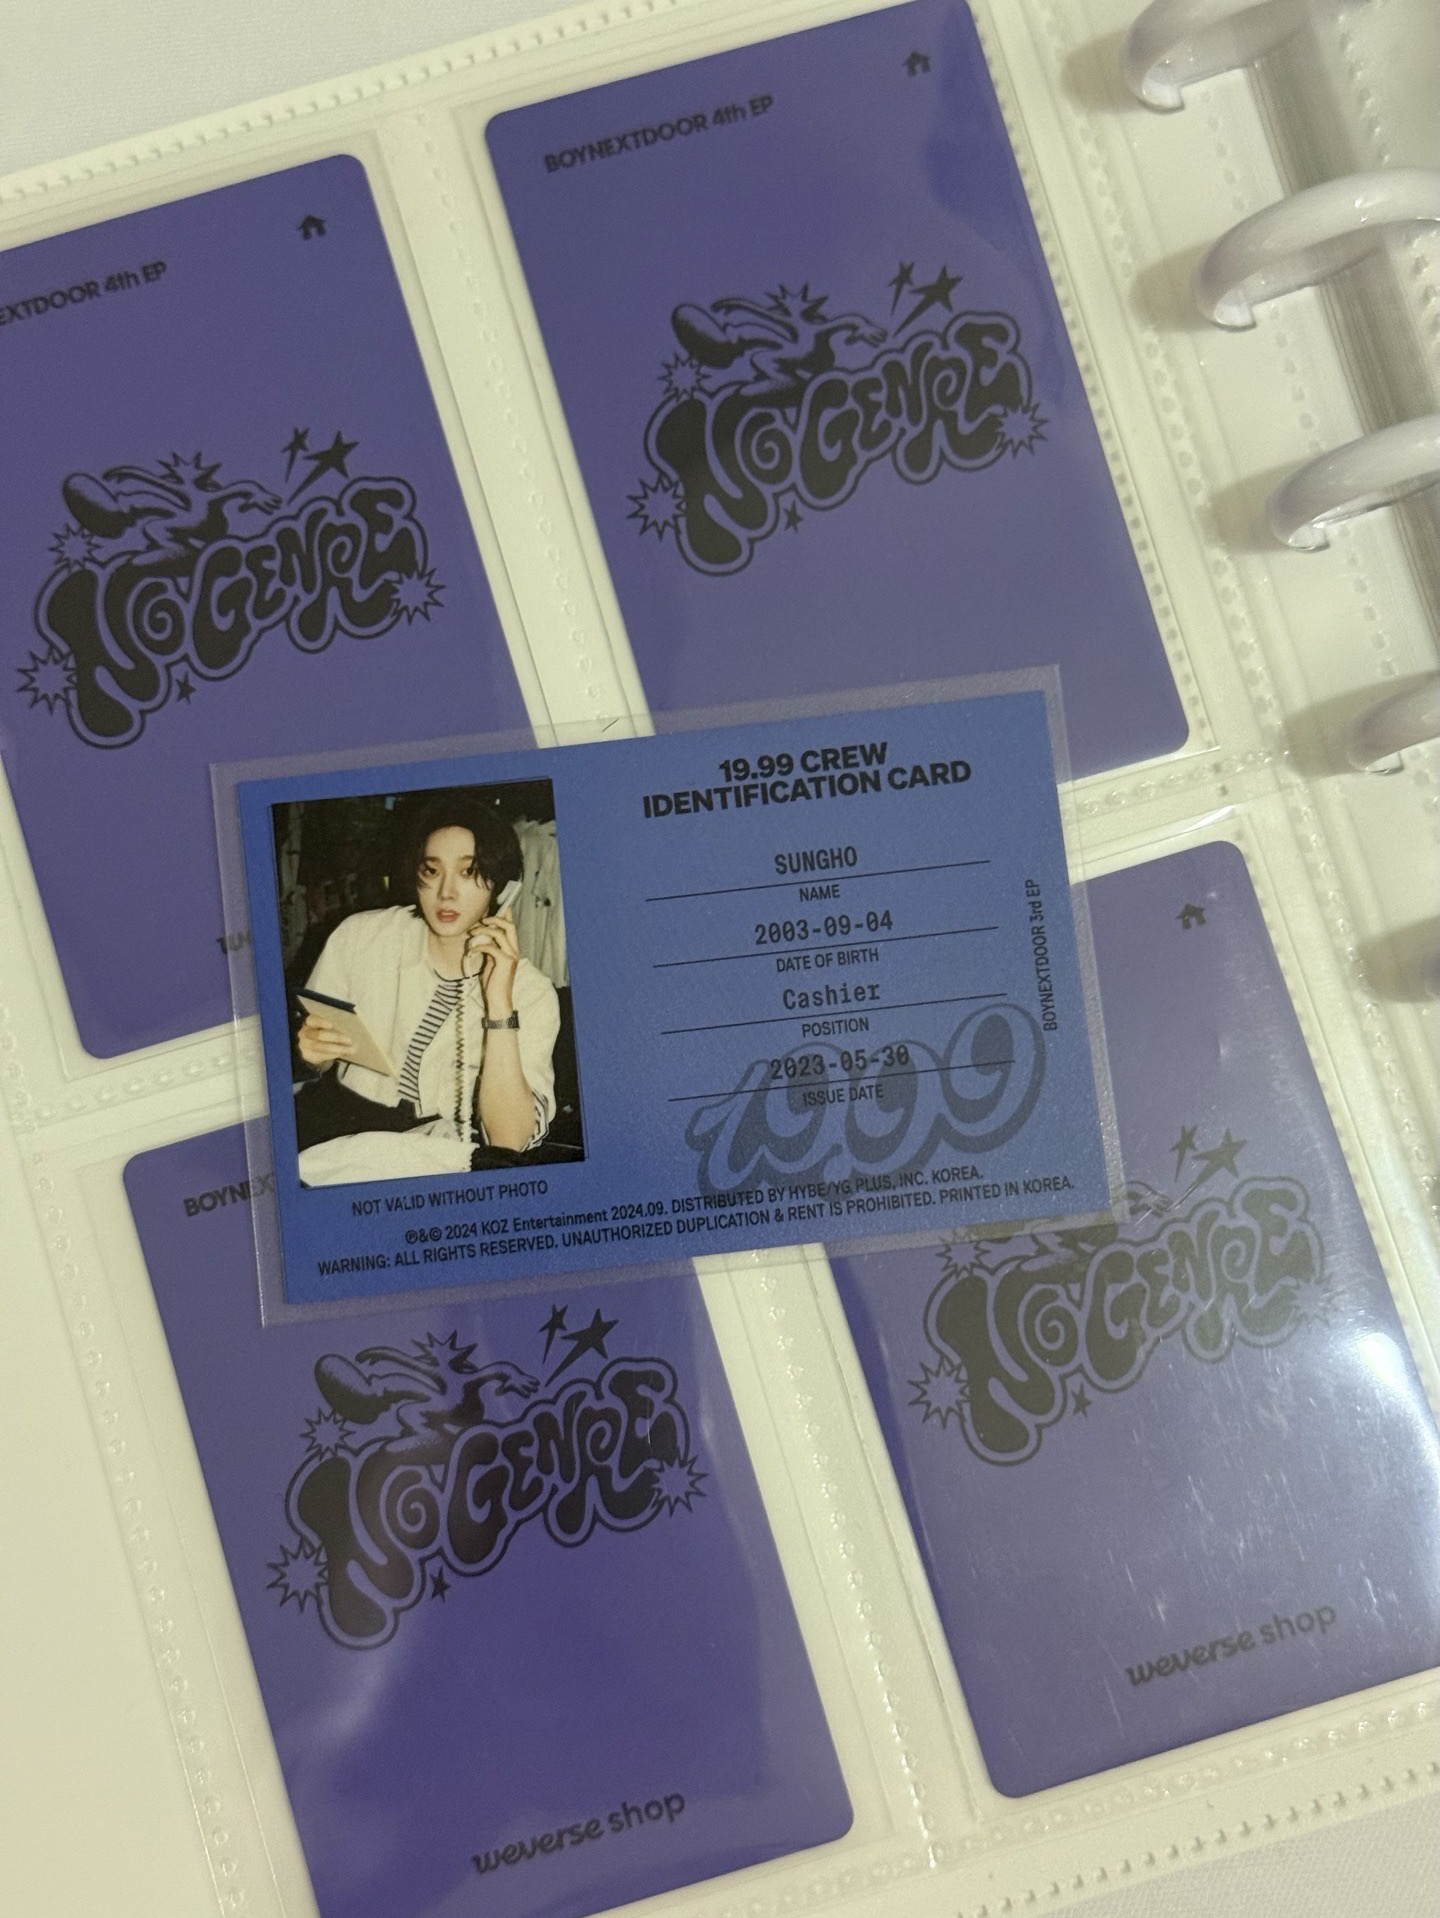 BOYNEXTDOOR 4th EP
NO GENRE
EXTDOOR 4th EP
NO GENRE
19.99 CREW
IDENTIFICATION CARD
SUNGHO
NAME
2003-09-04
DATE OF BIRTH
Cashier
POSITION
2023-05-30
ISSUE DATE
19.99
BOYNEXTDOOR 3rd EP
NOT VALID WITHOUT PHOTO
℗&© 2024 KOZ Entertainment 2024.09. DISTRIBUTED BY HYBE/YG PLUS, INC. KOREA.
WARNING: ALL RIGHTS RESERVED. UNAUTHORIZED DUPLICATION & RENT IS PROHIBITED. PRINTED IN KOREA.
BOYNEX
NO GENRE
weverse shop
NO GENRE
weverse shop